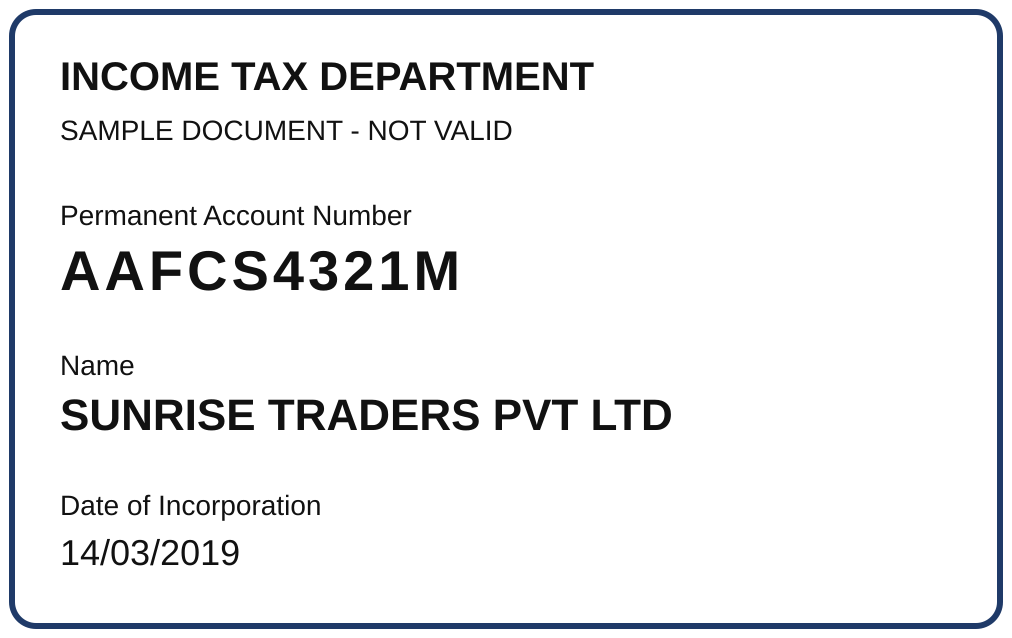 INCOME TAX DEPARTMENT
SAMPLE DOCUMENT - NOT VALID
Permanent Account Number
AAFCS4321M
Name
SUNRISE TRADERS PVT LTD
Date of Incorporation
14/03/2019